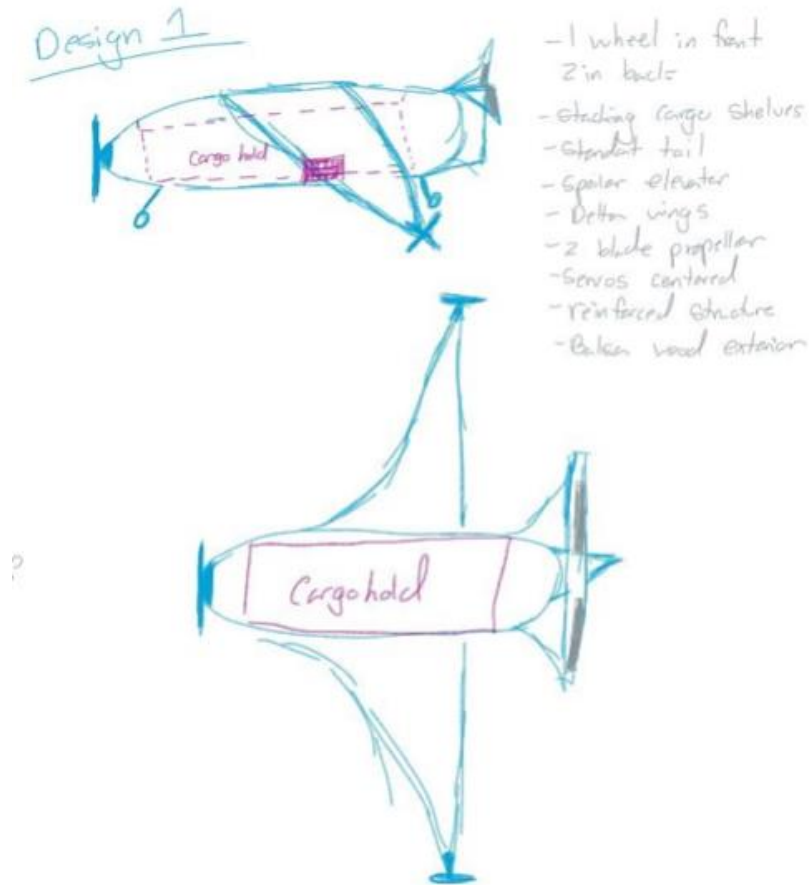 Design 1
- 1 wheel in front
2 in back
- Stacking cargo shelves
- Standart tail
- Spoiler elevator
- Delta wings
- 2 blade propeller
- Servos centered
- reinforced structure
- Balsa wood exterior
Cargo hold
Cargo hold